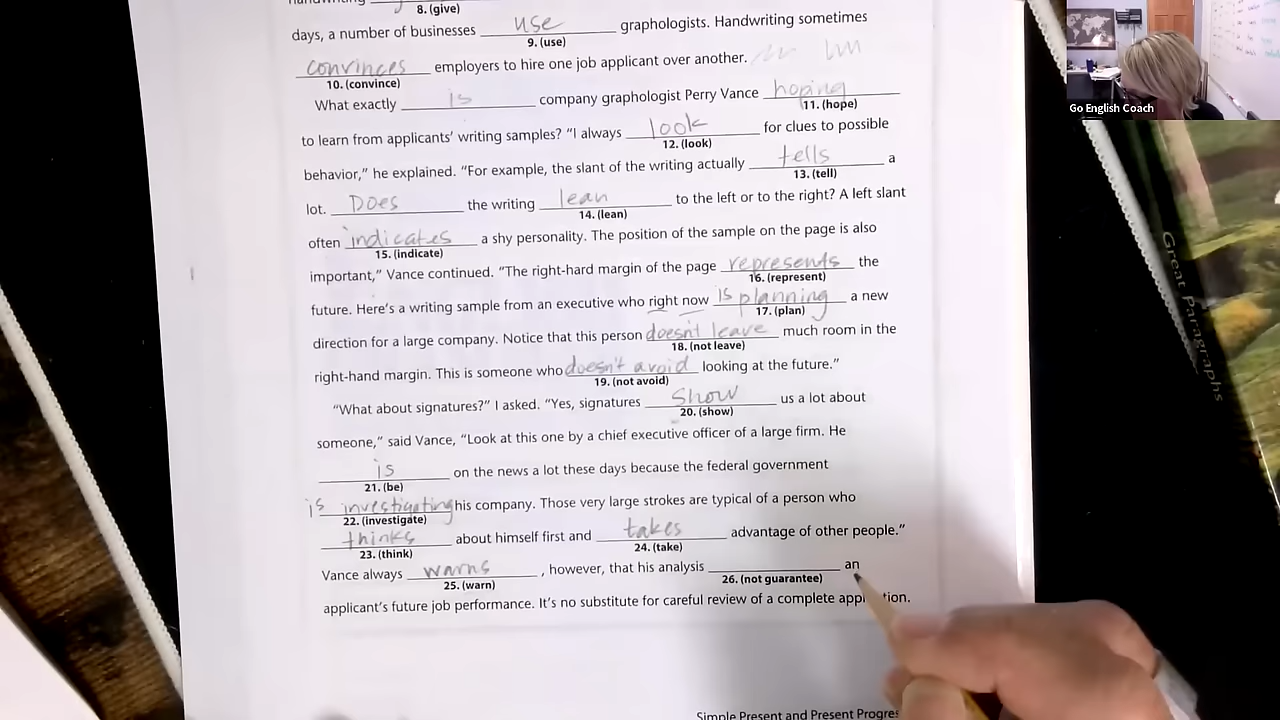 8. (give)
days, a number of businesses use graphologists. Handwriting sometimes
9. (use)
convinces employers to hire one job applicant over another.
10. (convince)
What exactly is company graphologist Perry Vance hoping
11. (hope)
to learn from applicants' writing samples? “I always look for clues to possible
12. (look)
behavior,” he explained. “For example, the slant of the writing actually tells a
13. (tell)
lot. Does the writing lean to the left or to the right? A left slant
14. (lean)
often indicates a shy personality. The position of the sample on the page is also
15. (indicate)
important,” Vance continued. “The right-hard margin of the page represents the
16. (represent)
future. Here's a writing sample from an executive who right now is planning a new
17. (plan)
direction for a large company. Notice that this person doesn't leave much room in the
18. (not leave)
right-hand margin. This is someone who doesn't avoid looking at the future.”
19. (not avoid)
“What about signatures?” I asked. “Yes, signatures show us a lot about
20. (show)
someone,” said Vance, “Look at this one by a chief executive officer of a large firm. He
is on the news a lot these days because the federal government
21. (be)
is investigating his company. Those very large strokes are typical of a person who
22. (investigate)
thinks about himself first and takes advantage of other people.”
23. (think) 24. (take)
Vance always warns, however, that his analysis an
25. (warn) 26. (not guarantee)
applicant's future job performance. It's no substitute for careful review of a complete
Simple Present and Present
Go English Coach
Great Paragraphs